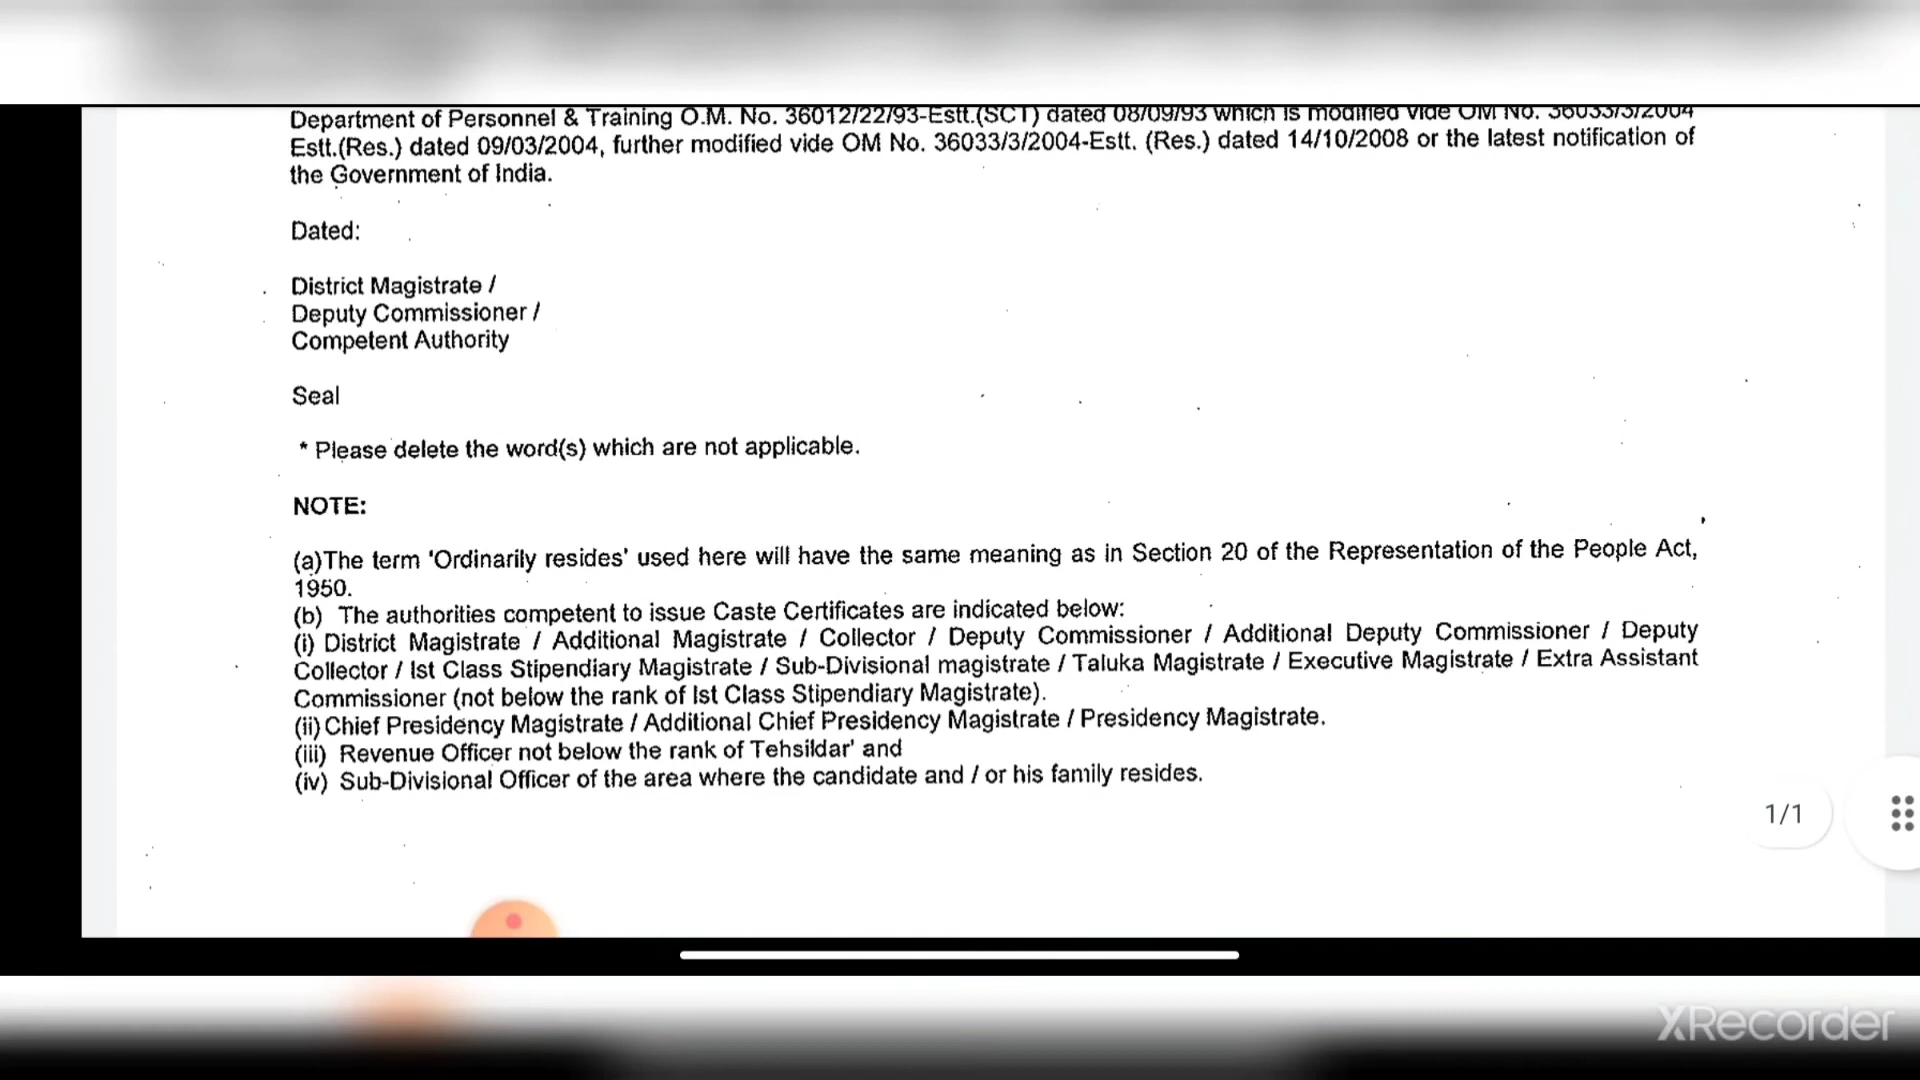 Department of Personnel & Training O.M. No. 36012/22/93-Estt.(SCT) dated 08/09/93 which is modified vide OM No. 36033/3/2004
Estt.(Res.) dated 09/03/2004, further modified vide OM No. 36033/3/2004-Estt. (Res.) dated 14/10/2008 or the latest notification of
the Government of India.
Dated:
District Magistrate /
Deputy Commissioner /
Competent Authority
Seal
* Please delete the word(s) which are not applicable.
NOTE:
(a)The term 'Ordinarily resides' used here will have the same meaning as in Section 20 of the Representation of the People Act,
1950.
(b) The authorities competent to issue Caste Certificates are indicated below:
(i) District Magistrate / Additional Magistrate / Collector / Deputy Commissioner / Additional Deputy Commissioner / Deputy
Collector / Ist Class Stipendiary Magistrate / Sub-Divisional magistrate / Taluka Magistrate / Executive Magistrate / Extra Assistant
Commissioner (not below the rank of Ist Class Stipendiary Magistrate).
(ii) Chief Presidency Magistrate / Additional Chief Presidency Magistrate / Presidency Magistrate.
(iii) Revenue Officer not below the rank of Tehsildar' and
(iv) Sub-Divisional Officer of the area where the candidate and / or his family resides.
1/1
XRecorder